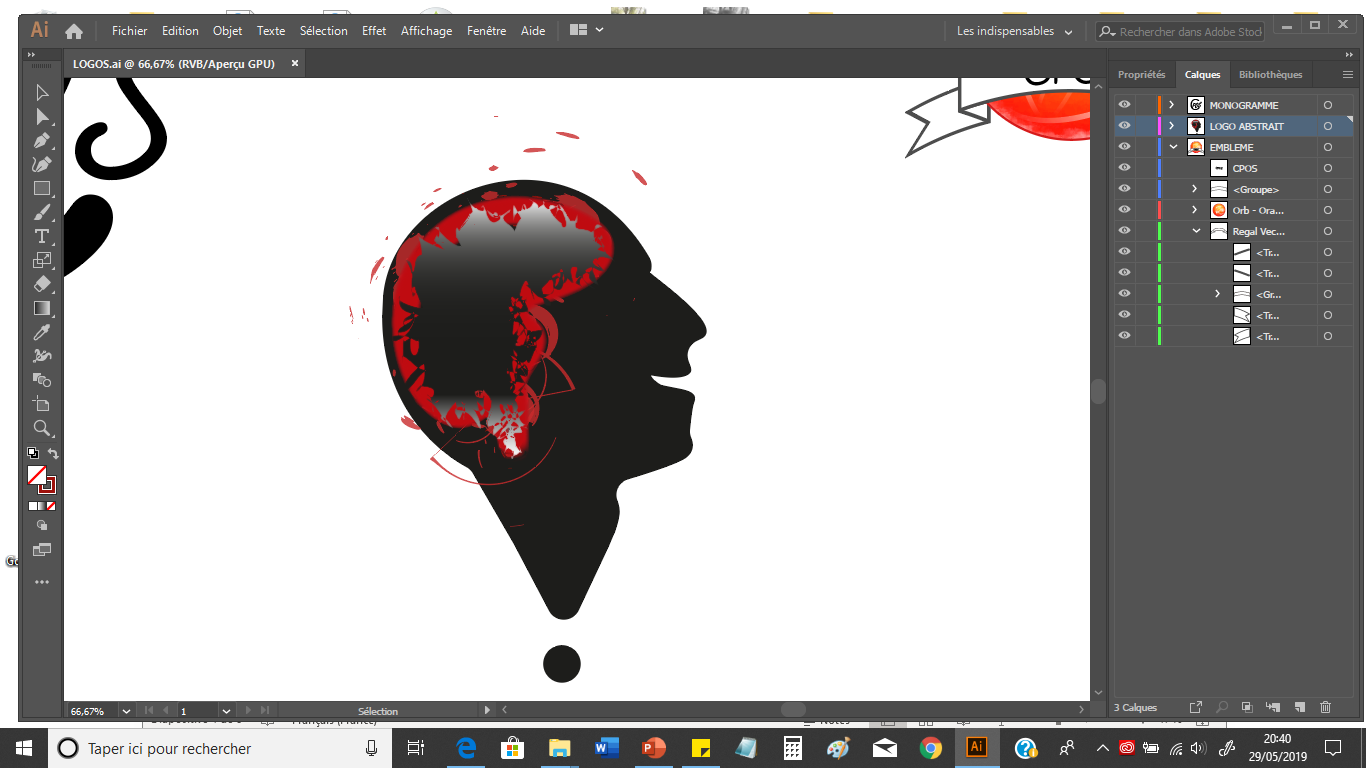 Ai
Fichier Edition Objet Texte Sélection Effet Affichage Fenêtre Aide
Les indispensables
Rechercher dans Adobe Stock
LOGOS.ai @ 66,67% (RVB/Aperçu GPU)
Propriétés Calques Bibliothèques
MONOGRAMME
LOGO ABSTRAIT
EMBLEME
CPOS
<Groupe>
Orb - Ora...
Regal Vec...
<Tr...
<Tr...
<Gr...
<Tr...
<Tr...
66,67% 1 Sélection
3 Calques
Taper ici pour rechercher
Ai
20:40
29/05/2019